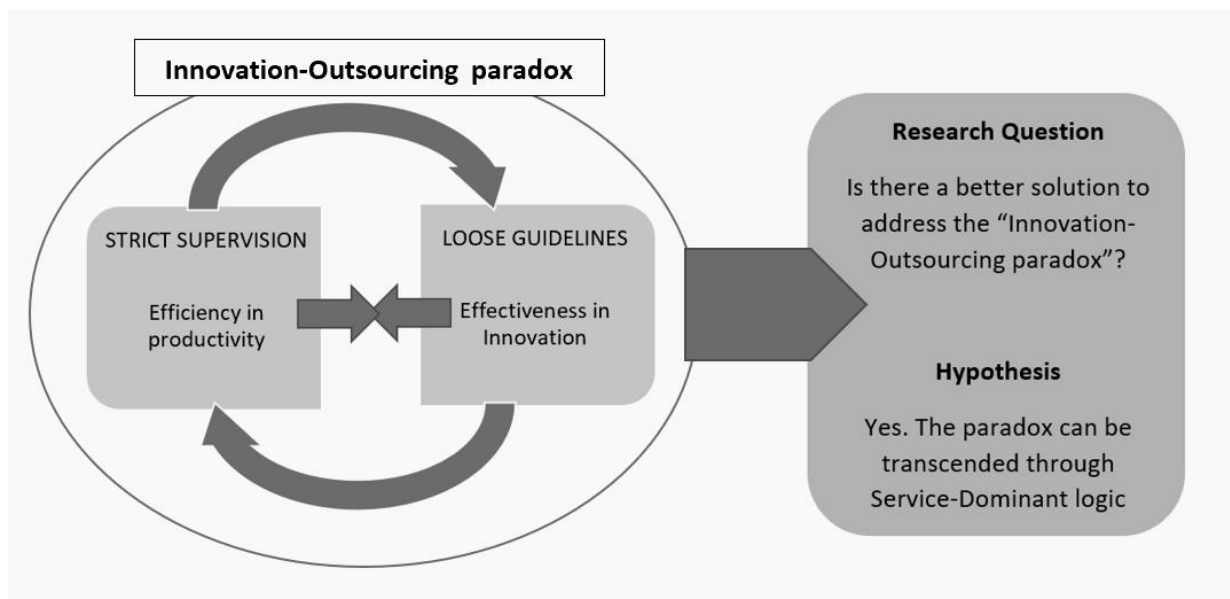 Innovation-Outsourcing paradox
STRICT SUPERVISION
Efficiency in
productivity
LOOSE GUIDELINES
Effectiveness in
Innovation
Research Question
Is there a better solution to
address the “Innovation-
Outsourcing paradox”?
Hypothesis
Yes. The paradox can be
transcended through
Service-Dominant logic